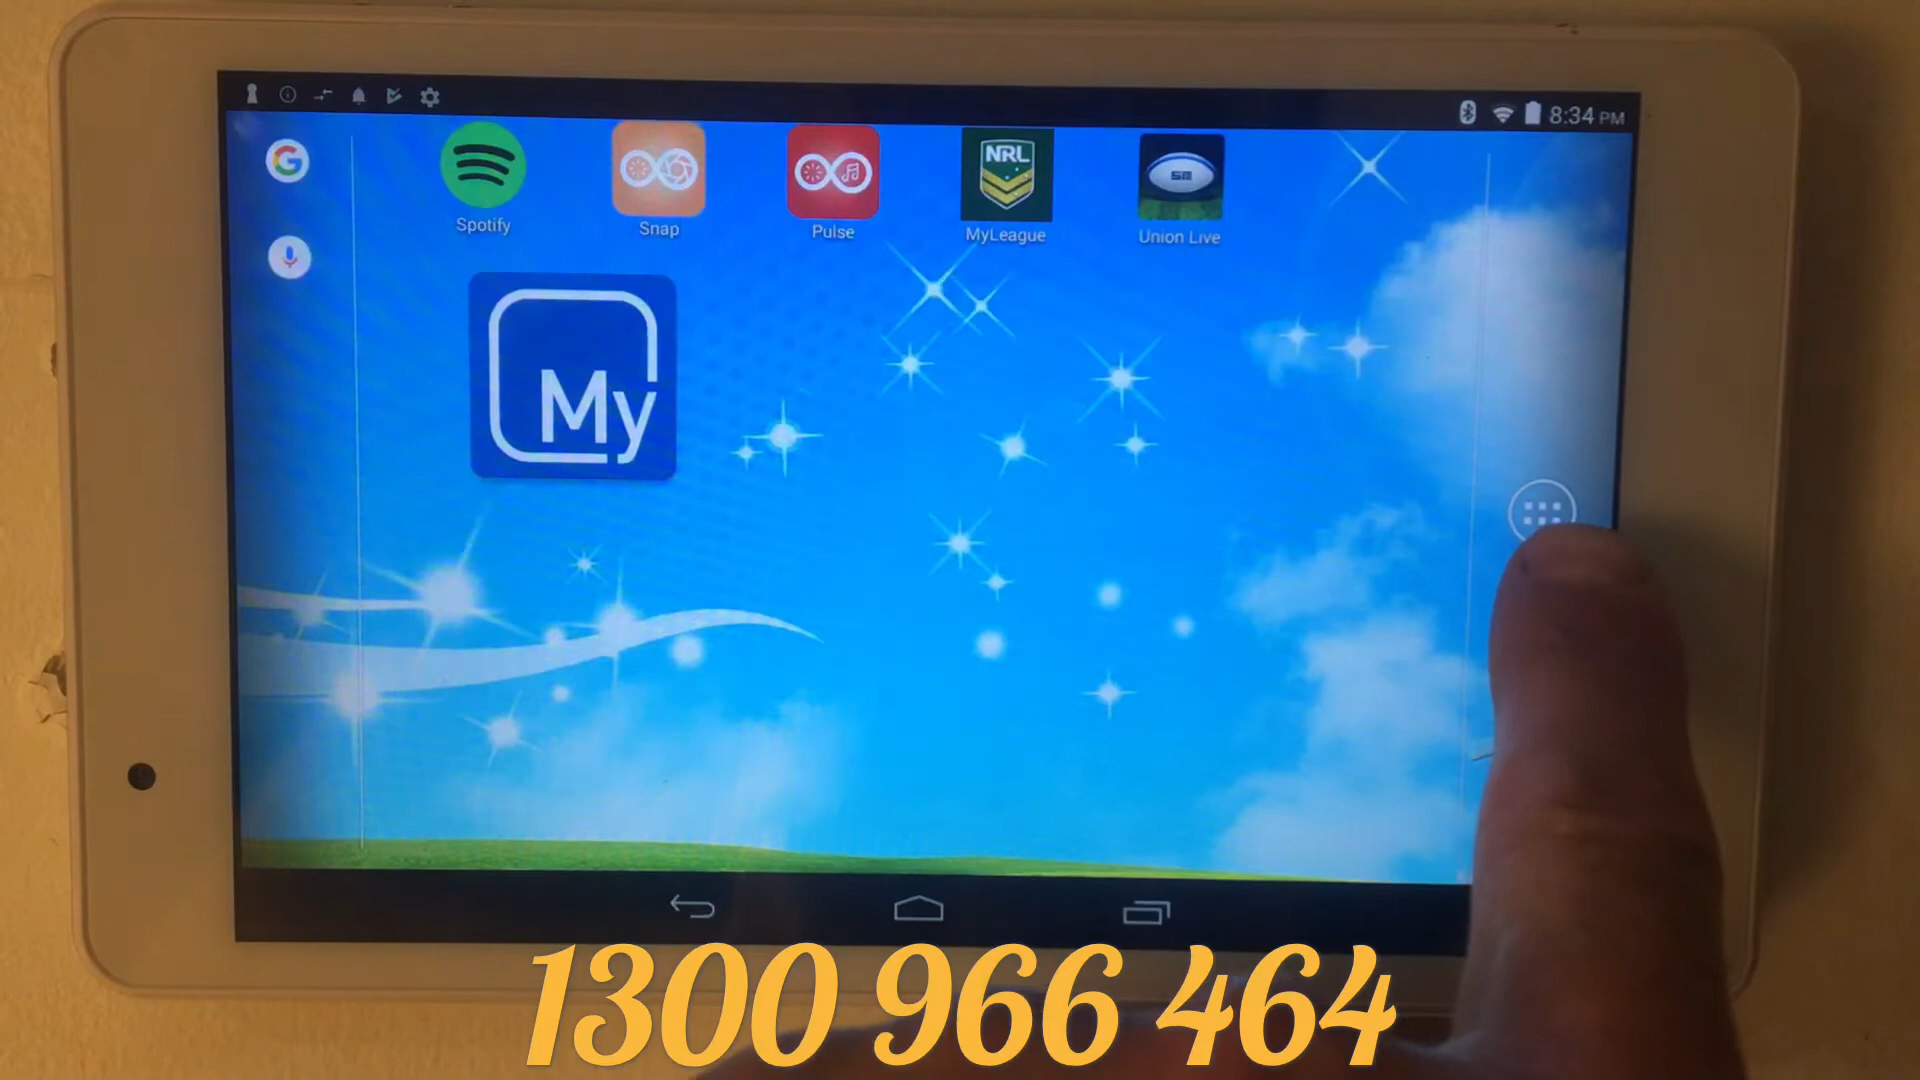 8:34 PM
Spotify
Snap
Pulse
NRL
MyLeague
Union Live
My
1300 966 464